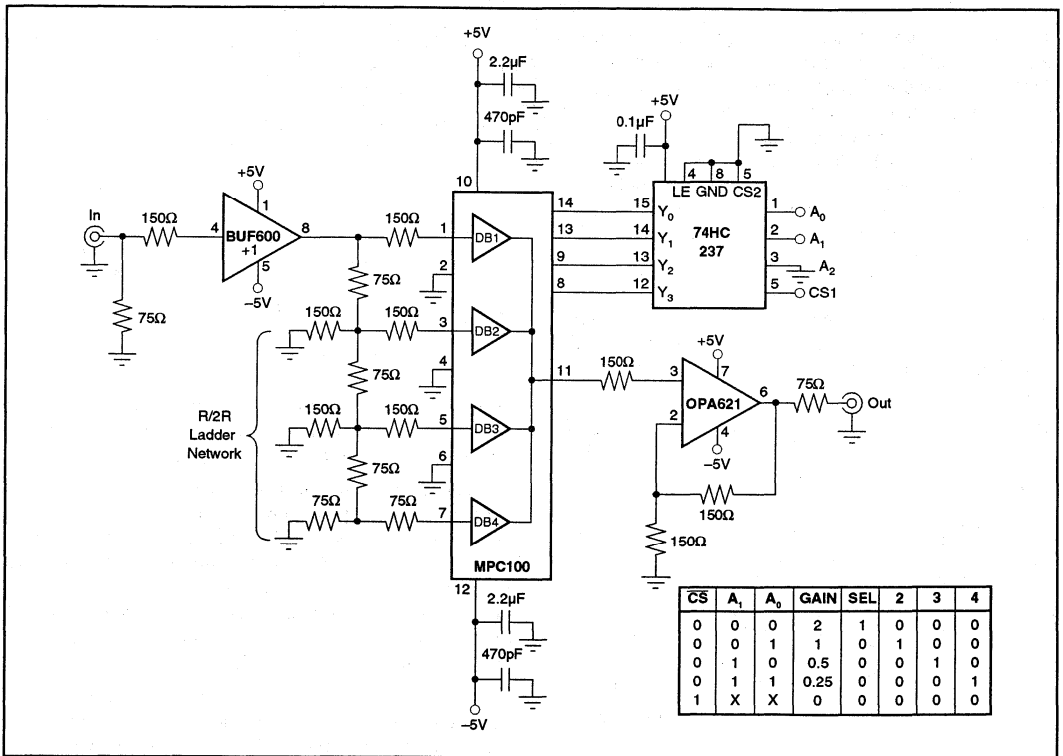 +5V
2.2µF
470pF
10
+5V
0.1µF
4 8 5
LE GND CS2
74HC
237
15 Y₀
14 Y₁
13 Y₂
12 Y₃
1 A₀
2 A₁
3 A₂
5 CS1
14
13
9
8
In
75Ω
150Ω
4
+5V
1
BUF600
+1
5
–5V
8
150Ω
1
DB1
2
75Ω
150Ω
150Ω
3
DB2
4
75Ω
150Ω
150Ω
5
DB3
6
75Ω
75Ω
75Ω
7
DB4
R/2R
Ladder
Network
MPC100
11
150Ω
3
2
+5V
7
OPA621
6
4
–5V
75Ω
Out
150Ω
150Ω
12
2.2µF
470pF
–5V
C̅S̅ A₁ A₀ GAIN SEL 2 3 4
0 0 0 2 1 0 0 0
0 0 1 1 0 1 0 0
0 1 0 0.5 0 0 1 0
0 1 1 0.25 0 0 0 1
1 X X 0 0 0 0 0